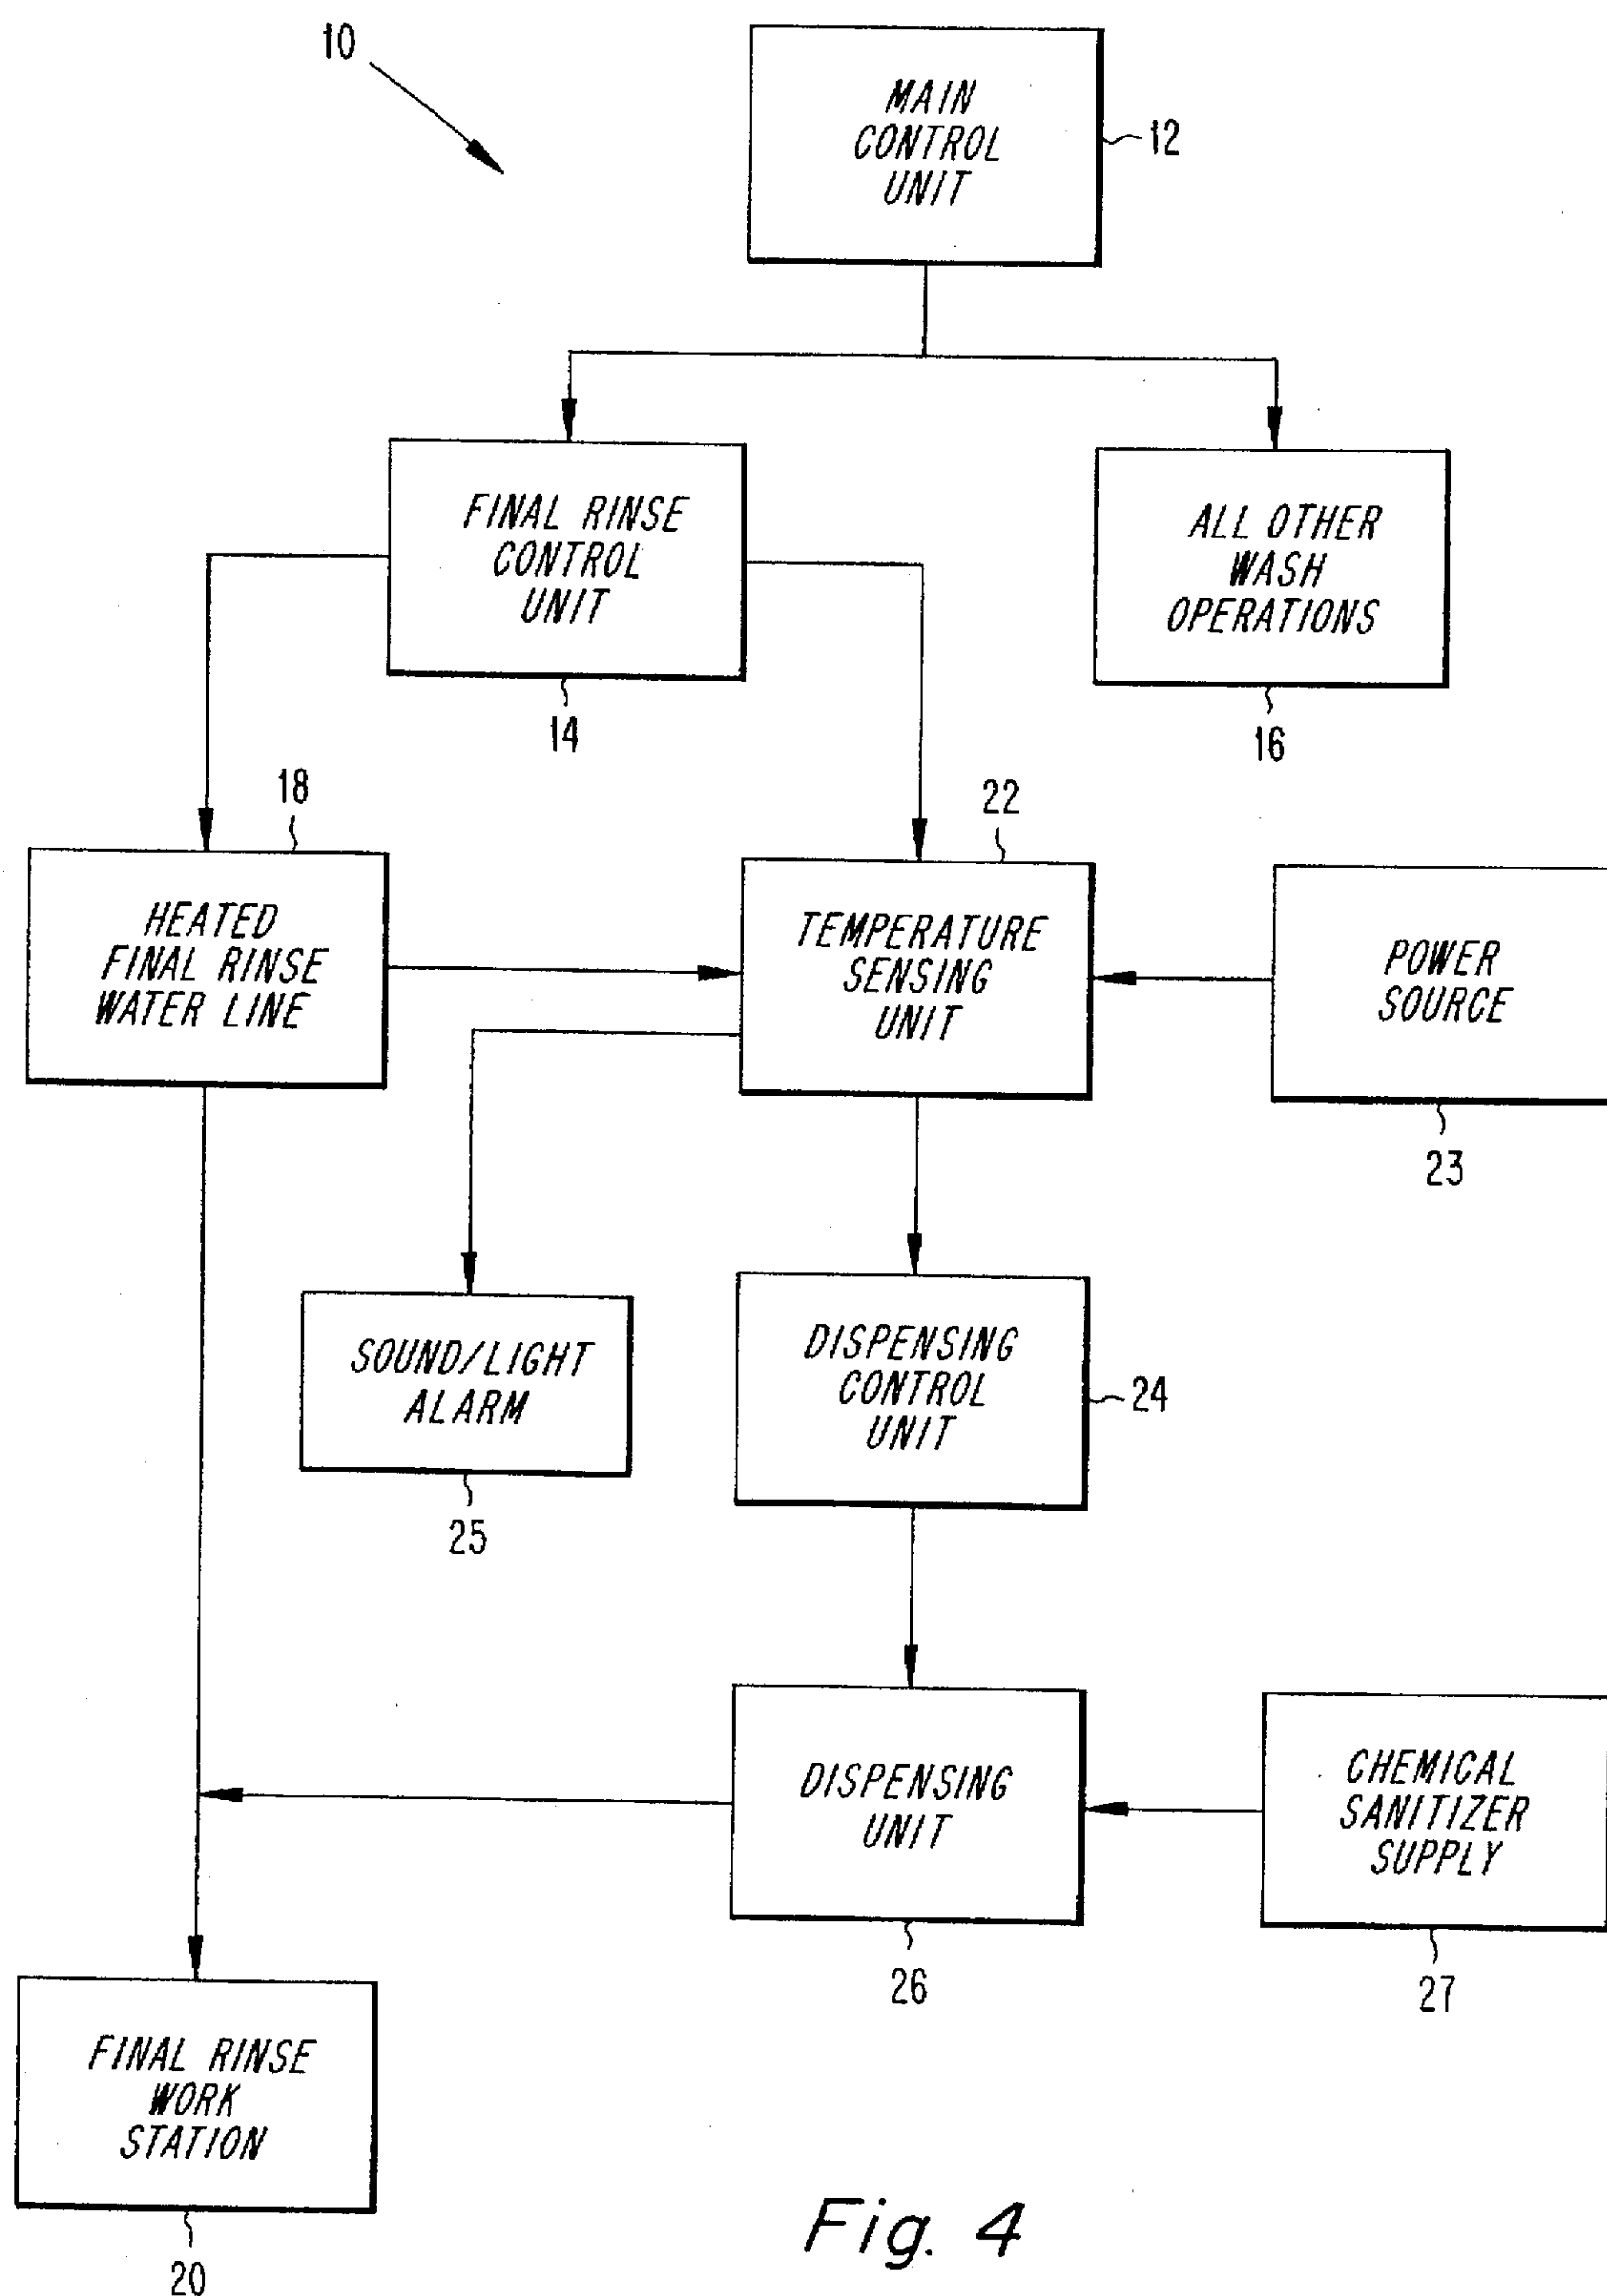 10
MAIN
CONTROL
UNIT
12
FINAL RINSE
CONTROL
UNIT
14
ALL OTHER
WASH
OPERATIONS
16
18
HEATED
FINAL RINSE
WATER LINE
22
TEMPERATURE
SENSING
UNIT
POWER
SOURCE
23
SOUND/LIGHT
ALARM
25
DISPENSING
CONTROL
UNIT
24
DISPENSING
UNIT
26
CHEMICAL
SANITIZER
SUPPLY
27
FINAL RINSE
WORK
STATION
20
Fig. 4